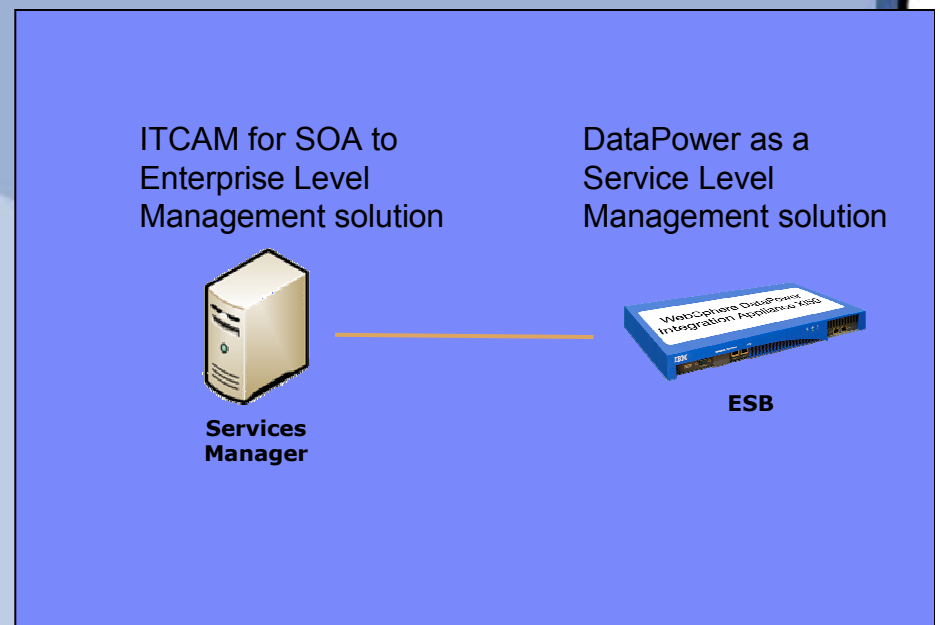 ITCAM for SOA to
Enterprise Level
Management solution
DataPower as a
Service Level
Management solution
WebSphere DataPower
Integration Appliance XI50
IBM
Services
Manager
ESB